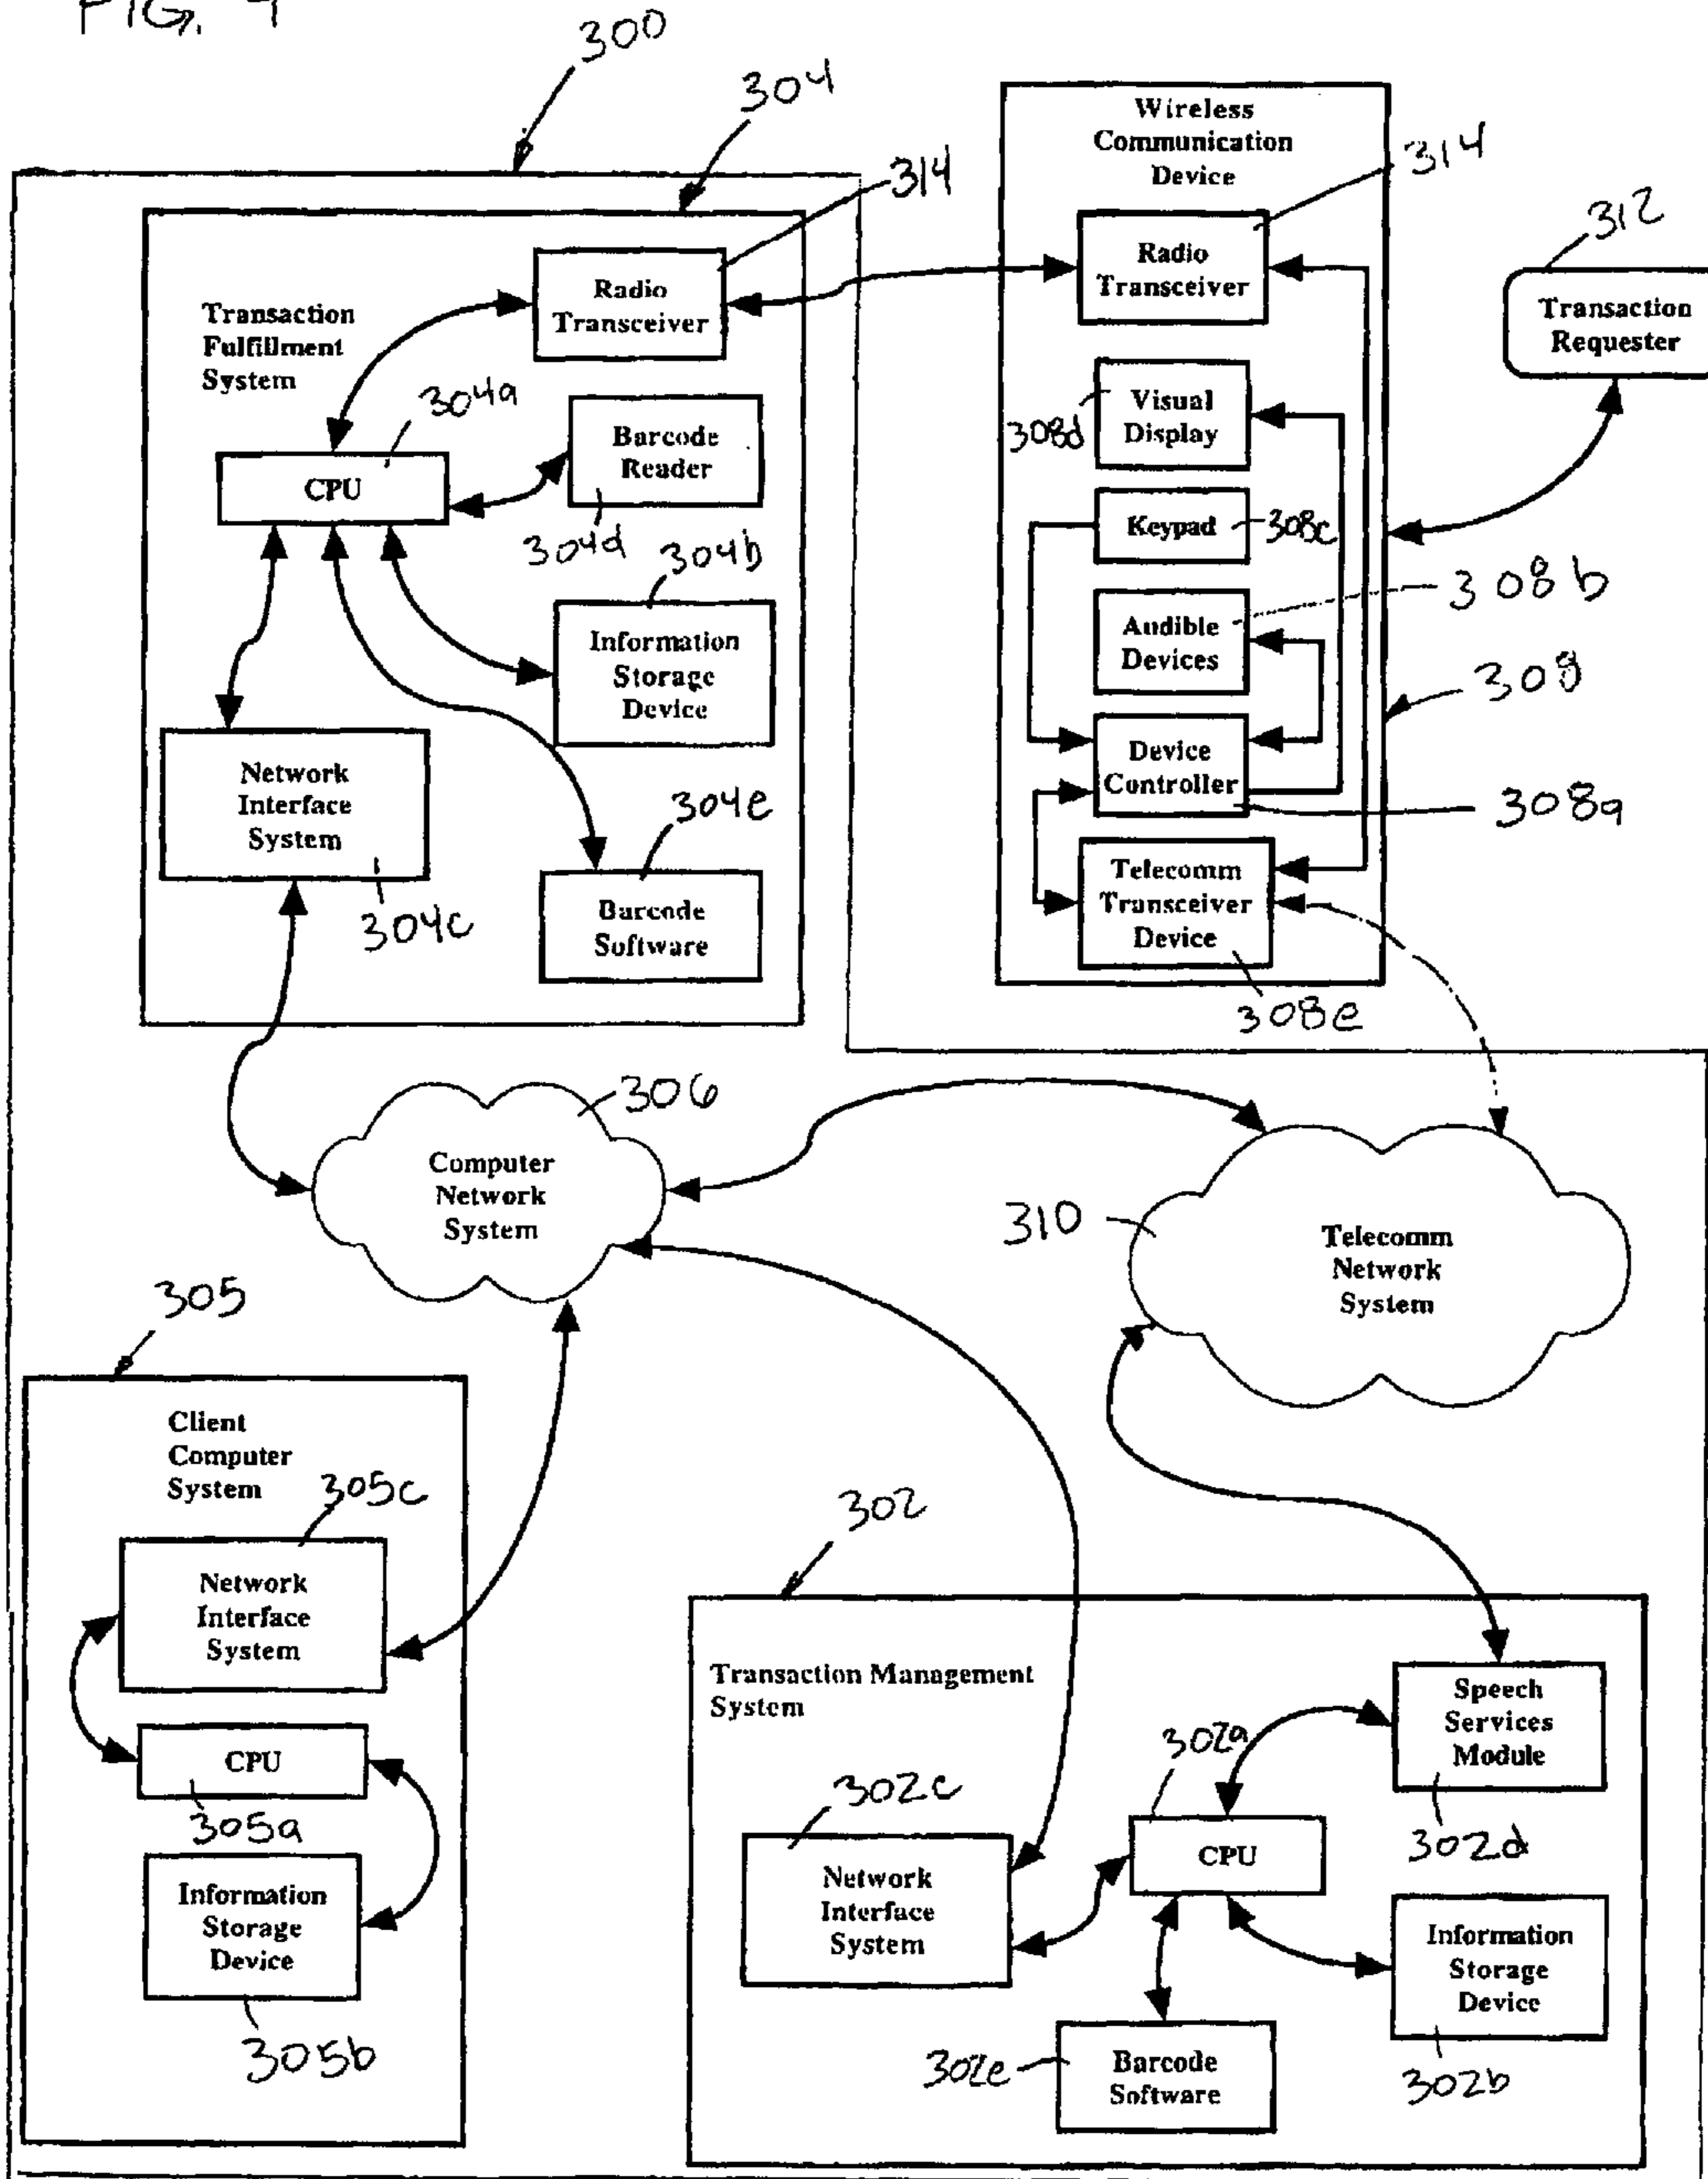 FIG. 4
300
304
314
Transaction
Fulfillment
System
Radio
Transceiver
304a
CPU
Barcode
Reader
304d
304b
Information
Storage
Device
Network
Interface
System
304c
304e
Barcode
Software
Wireless
Communication
Device
314
Radio
Transceiver
312
Transaction
Requester
Visual
Display
308d
Keypad
308c
Audible
Devices
308b
308
Device
Controller
308a
Telecomm
Transceiver
Device
308e
306
Computer
Network
System
310
Telecomm
Network
System
305
Client
Computer
System
305c
Network
Interface
System
CPU
305a
Information
Storage
Device
305b
302
Transaction Management
System
Speech
Services
Module
302d
302a
CPU
302c
Network
Interface
System
Information
Storage
Device
302b
302e
Barcode
Software